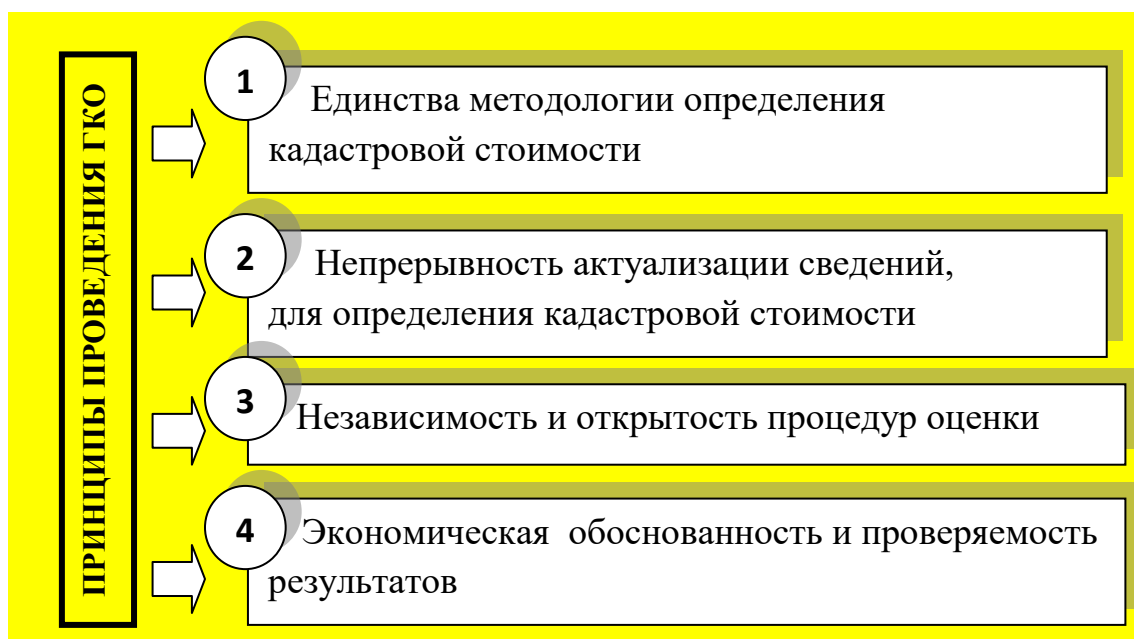 ПРИНЦИПЫ ПРОВЕДЕНИЯ ГКО
1
Единства методологии определения
кадастровой стоимости
2
Непрерывность актуализации сведений,
для определения кадастровой стоимости
3
Независимость и открытость процедур оценки
4
Экономическая обоснованность и проверяемость
результатов